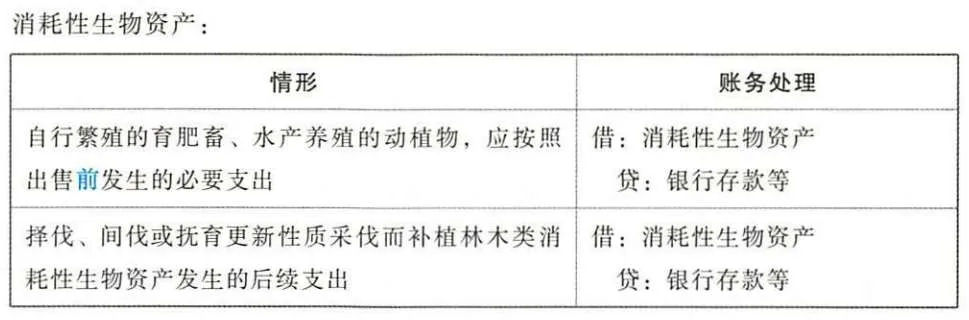 消耗性生物资产：
情形
账务处理
自行繁殖的育肥畜、水产养殖的动植物，应按照
出售前发生的必要支出
借：消耗性生物资产
贷：银行存款等
择伐、间伐或抚育更新性质采伐而补植林木类消
耗性生物资产发生的后续支出
借：消耗性生物资产
贷：银行存款等